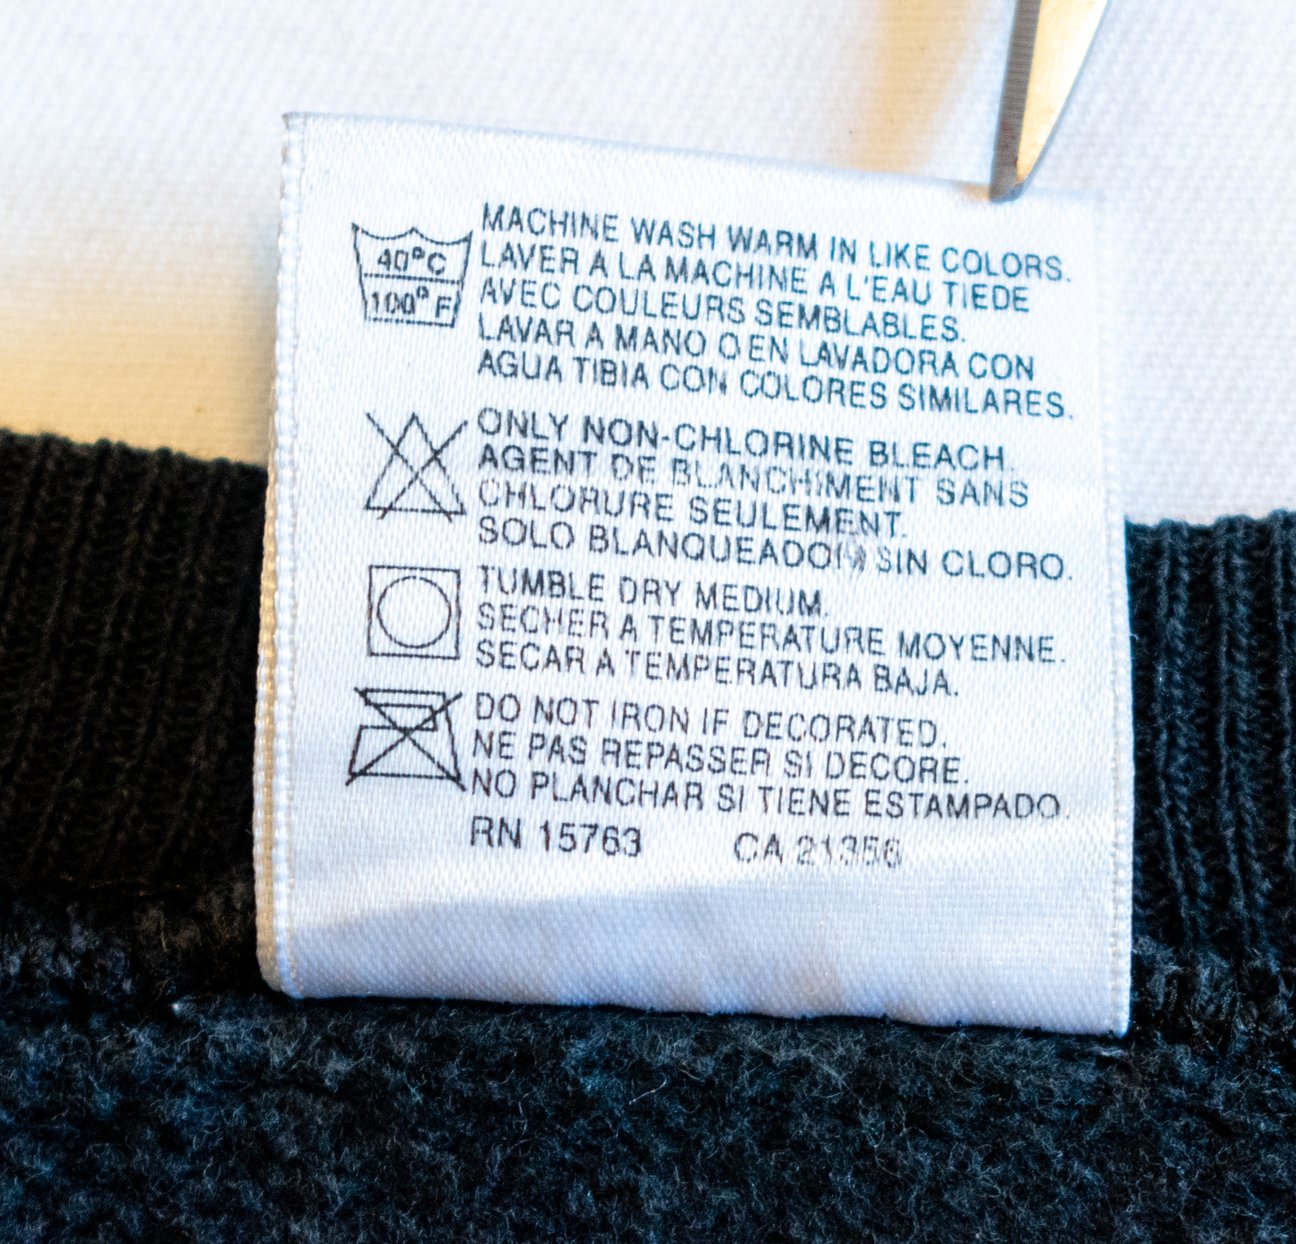 40°C
100°F
MACHINE WASH WARM IN LIKE COLORS.
LAVER A LA MACHINE A L'EAU TIEDE
AVEC COULEURS SEMBLABLES.
LAVAR A MANO O EN LAVADORA CON
AGUA TIBIA CON COLORES SIMILARES.
ONLY NON-CHLORINE BLEACH.
AGENT DE BLANCHIMENT SANS
CHLORURE SEULEMENT.
SOLO BLANQUEADOR SIN CLORO.
TUMBLE DRY MEDIUM.
SECHER A TEMPERATURE MOYENNE.
SECAR A TEMPERATURA BAJA.
DO NOT IRON IF DECORATED.
NE PAS REPASSER SI DECORE.
NO PLANCHAR SI TIENE ESTAMPADO.
RN 15763 CA 21356